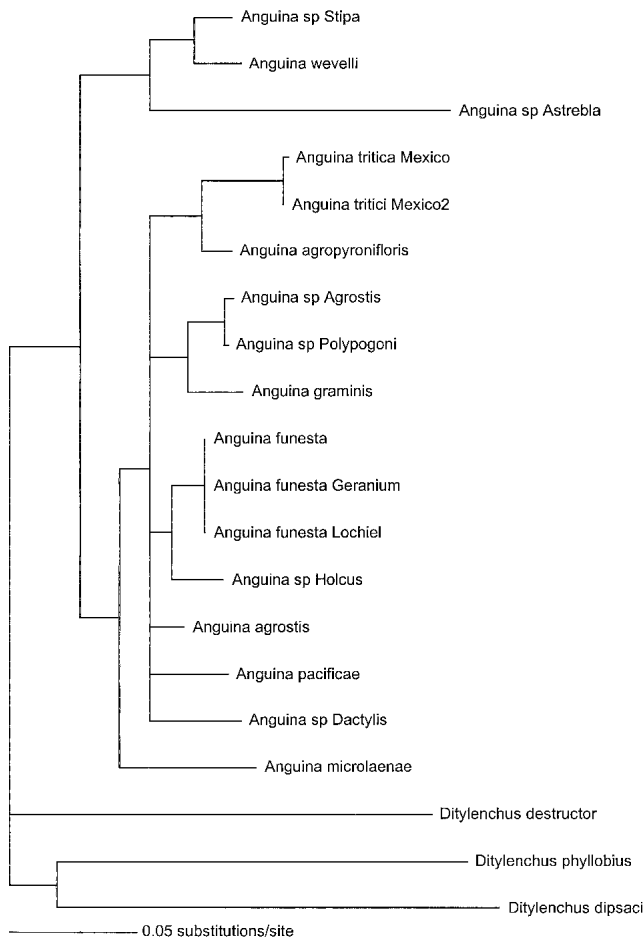 Anguina sp Stipa
Anguina wevelli
Anguina sp Astrebla
Anguina tritica Mexico
Anguina tritici Mexico2
Anguina agropyronifloris
Anguina sp Agrostis
Anguina sp Polypogoni
Anguina graminis
Anguina funesta
Anguina funesta Geranium
Anguina funesta Lochiel
Anguina sp Holcus
Anguina agrostis
Anguina pacificae
Anguina sp Dactylis
Anguina microlaenae
Ditylenchus destructor
Ditylenchus phyllobius
Ditylenchus dipsaci
0.05 substitutions/site